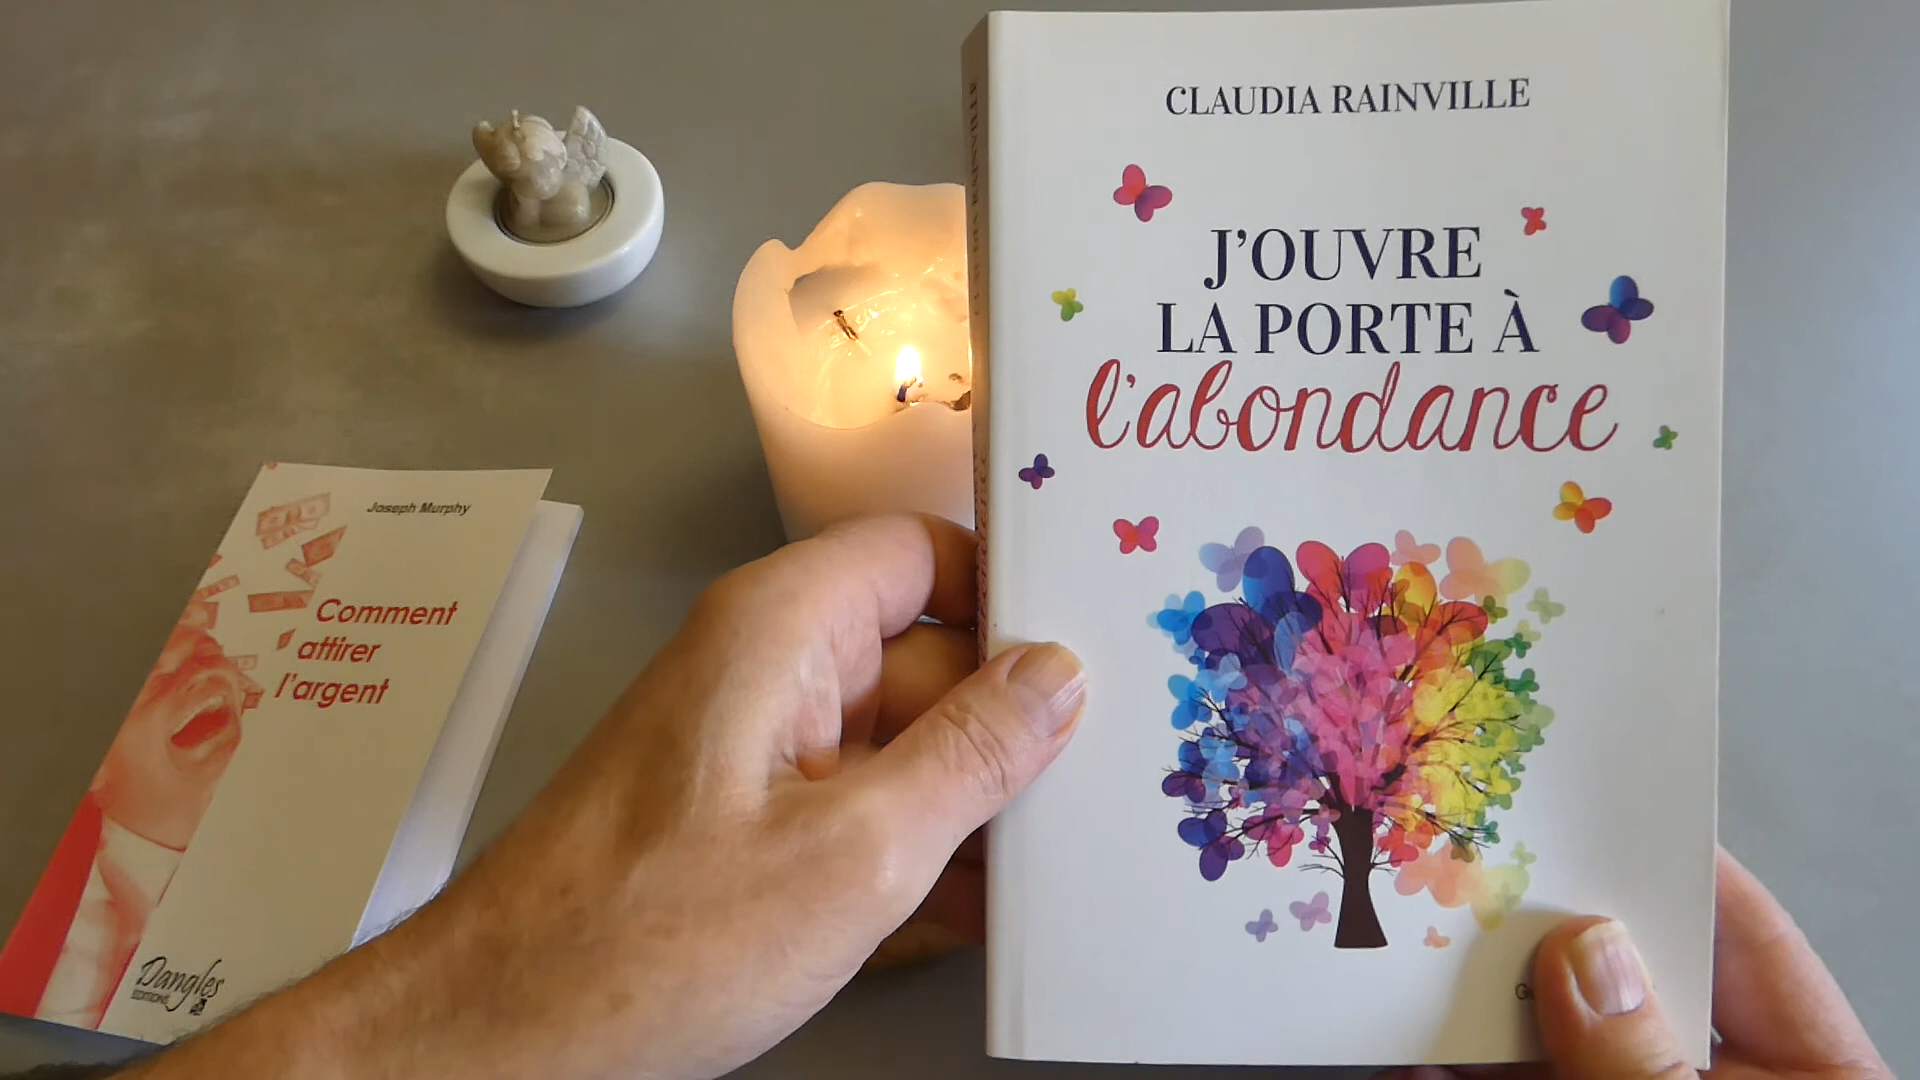 CLAUDIA RAINVILLE
J'OUVRE
LA PORTE À
l'abondance
Joseph Murphy
Comment
attirer
l'argent
Dangles
EDITIONS